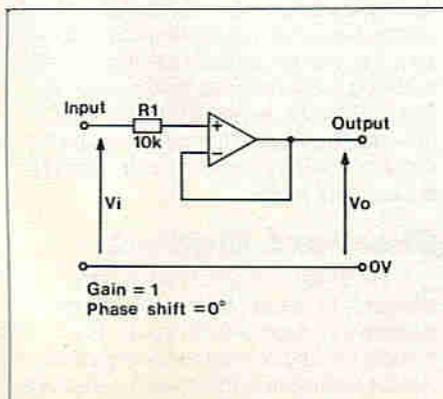 Input
R1
10k
+
−
Output
Vi
Vo
0V
Gain = 1
Phase shift = 0°